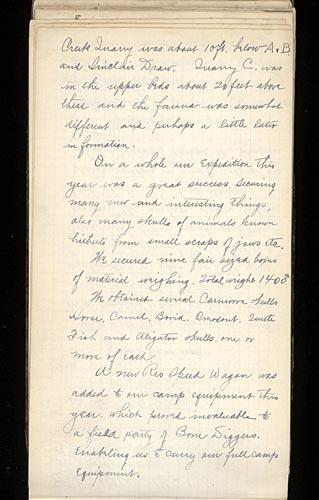 Creek Quarry was about 10 ft. below A + B
and Sinclair Draw. Quarry C. was
in the upper beds about 20 feet above
these and the fauna was somewhat
different and perhaps a little later
in formation.
On a whole our Expedition this
year was a great success, securing
many new and interesting things,
also many skulls of animals known
hitherto from small scraps of jaws etc.
We secured nine fair sized boxes
of material weighing. Total weight 1400
We obtained several Carnivora skulls
Horse, Camel, Bovid,
Fish and Aligator skulls one or
more of each.
A new Reo Speed Wagon was
added to our camp equipment this
year. which proved invaluable to
a field party of Bone Diggers.
Enabling us to carry our full camp
Equipment.